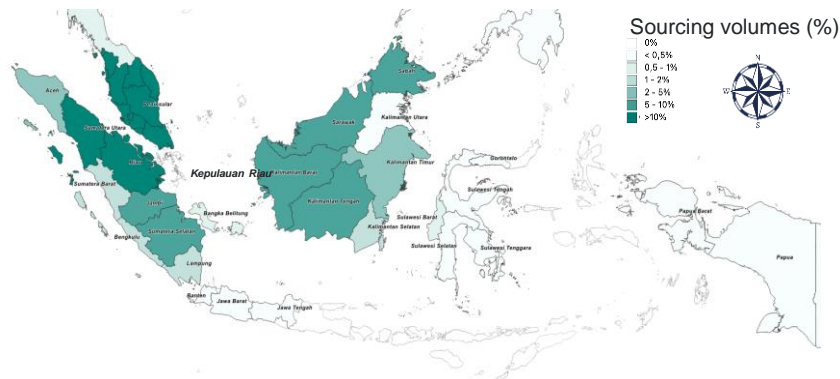 Sourcing volumes (%)
0%
< 0,5%
0,5 - 1%
1 - 2%
2 - 5%
5 - 10%
>10%
N
W
E
S
Aceh
Peninsular
Sabah
Sumatera Utara
Kalimantan Utara
Sarawak
Riau
Kepulauan Riau
Kalimantan Barat
Kalimantan Timur
Gorontalo
Sumatera Barat
Jambi
Sulawesi Tengah
Kalimantan Tengah
Bangka Belitung
Papua Barat
Sulawesi Barat
Kalimantan Selatan
Sumatera Selatan
Bengkulu
Sulawesi Selatan
Sulawesi Tenggara
Lampung
Papua
Banten
Jawa Barat
Jawa Tengah